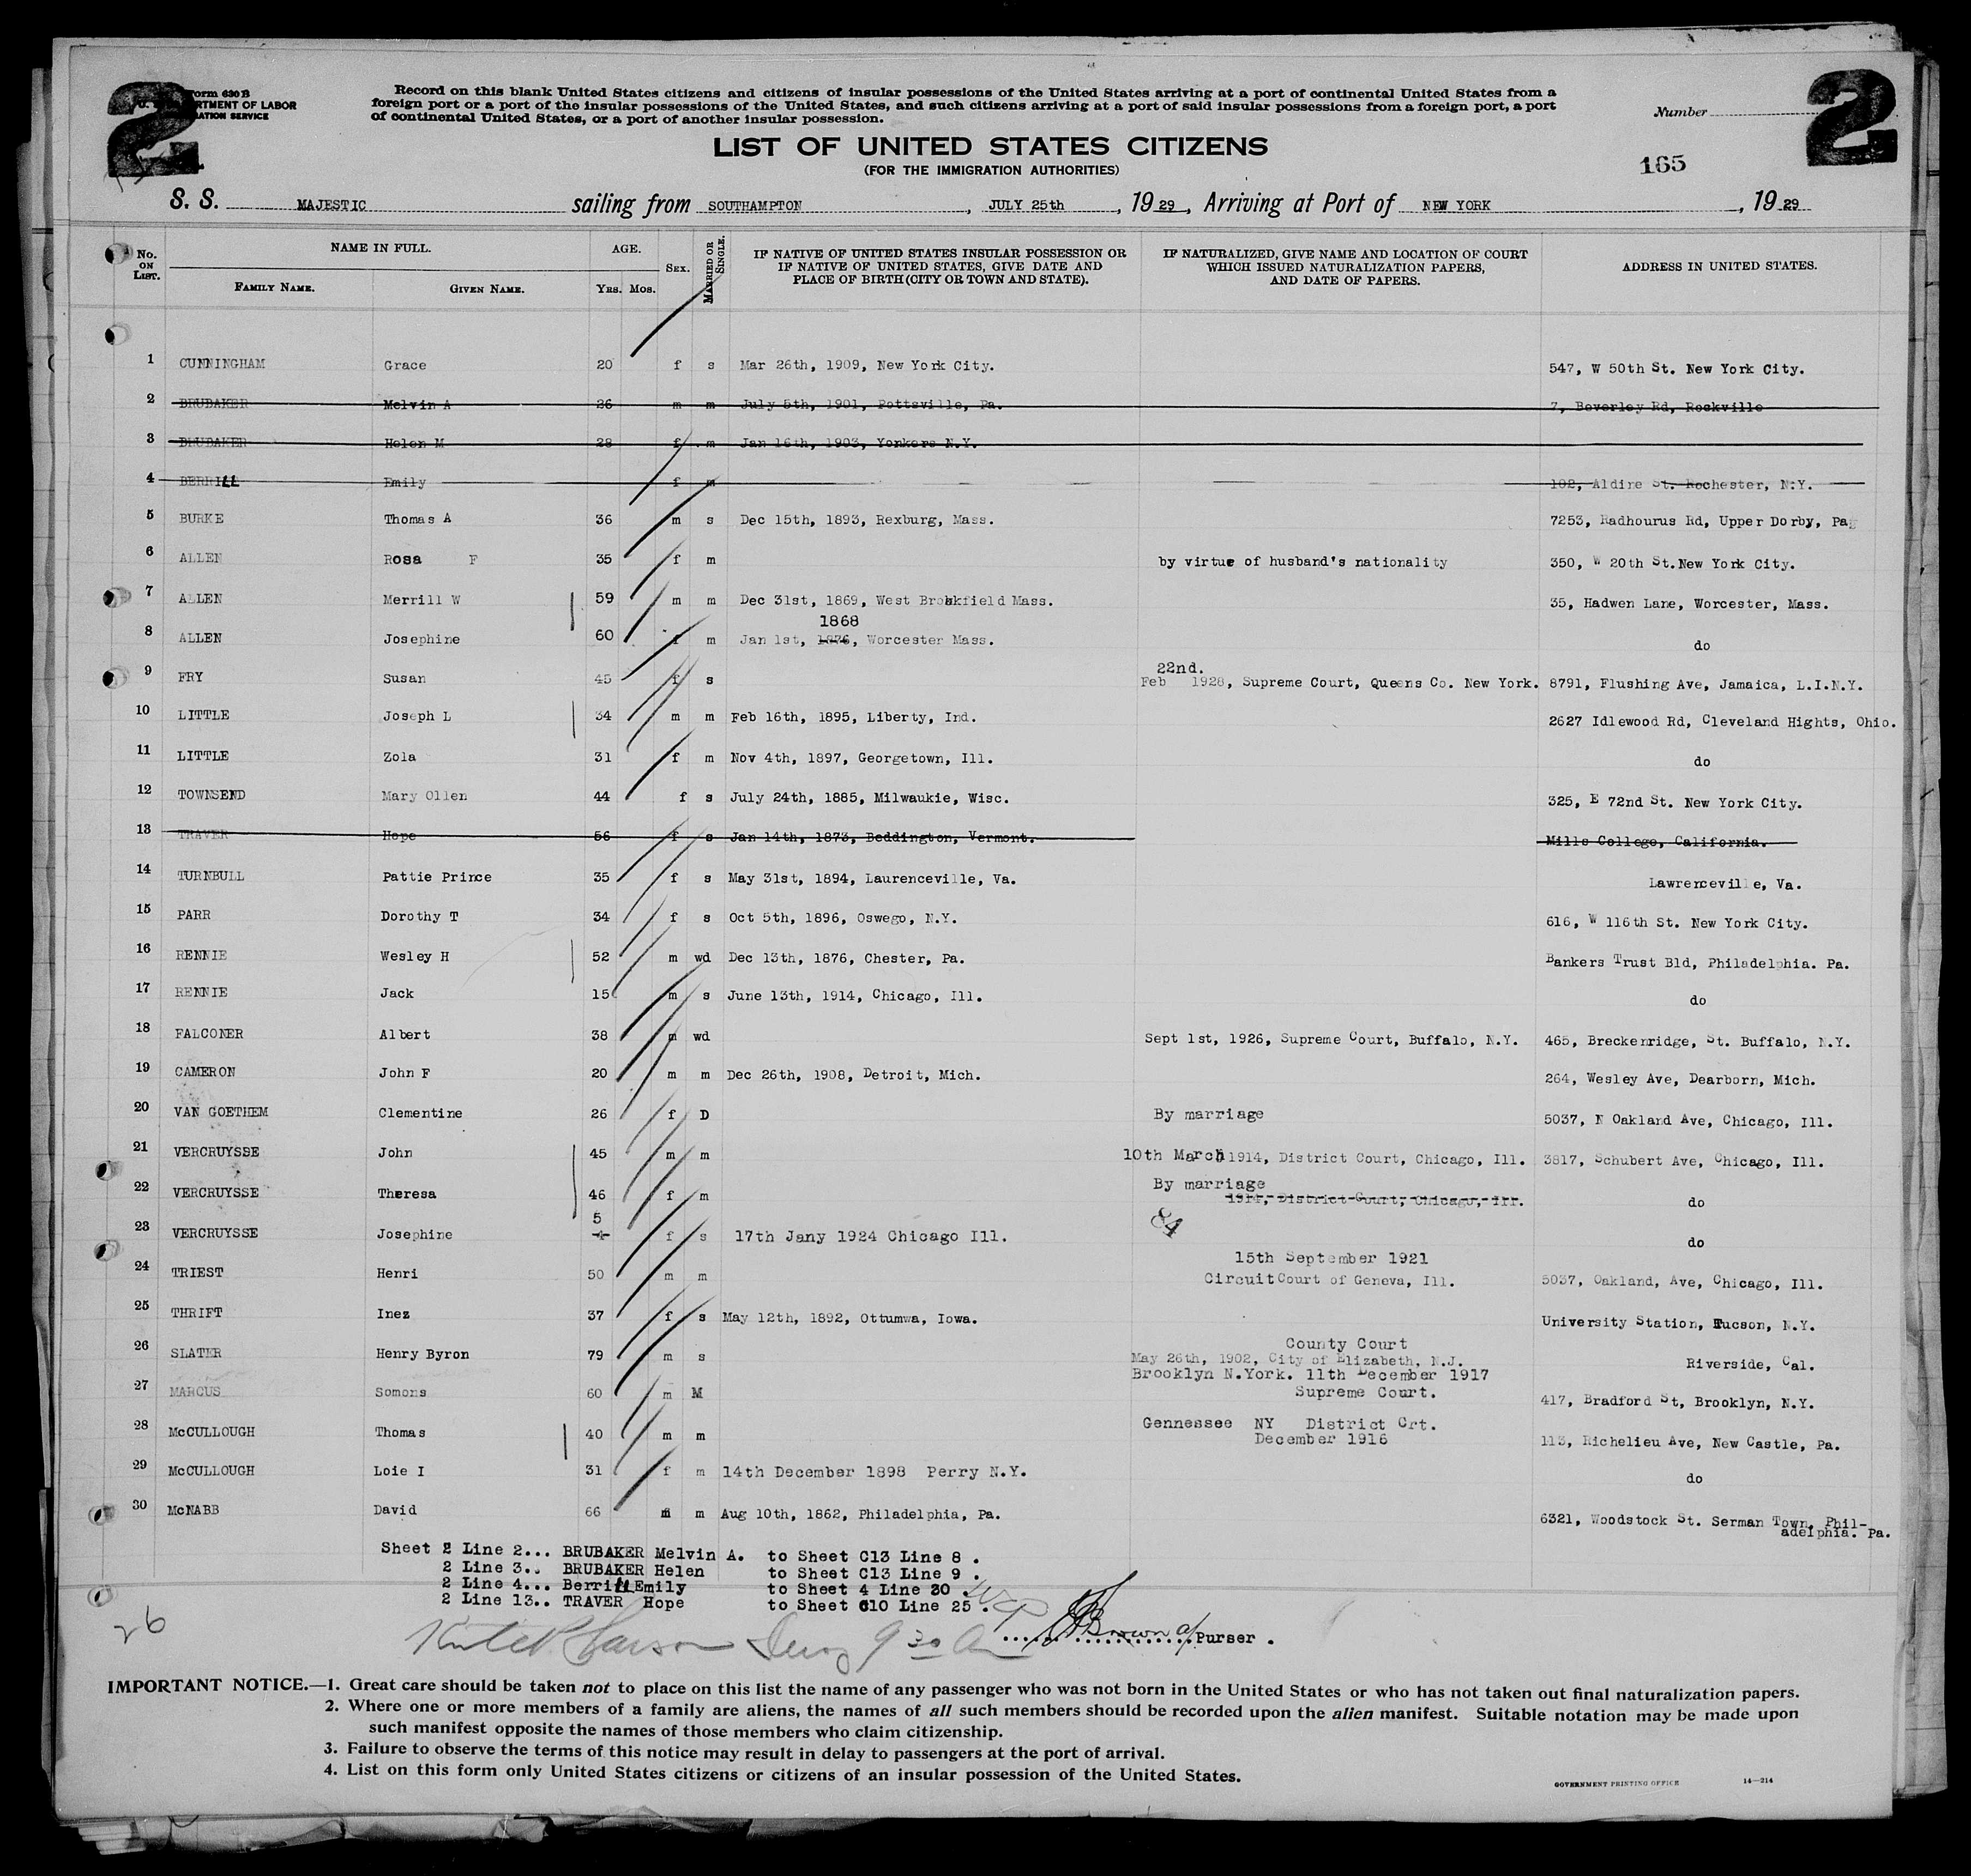 2
Form 630 B
U. S. DEPARTMENT OF LABOR
IMMIGRATION SERVICE
Record on this blank United States citizens and citizens of insular possessions of the United States arriving at a port of continental United States from a
foreign port or a port of the insular possessions of the United States, and such citizens arriving at a port of said insular possessions from a foreign port, a port
of continental United States, or a port of another insular possession.
Number
2
LIST OF UNITED STATES CITIZENS
(FOR THE IMMIGRATION AUTHORITIES)
165
S. S. MAJESTIC sailing from SOUTHAMPTON, JULY 25th, 1929, Arriving at Port of NEW YORK, 1929
No. ON LIST. NAME IN FULL. FAMILY NAME. GIVEN NAME. AGE. YRS. MOS. SEX. MARRIED OR SINGLE. IF NATIVE OF UNITED STATES INSULAR POSSESSION OR IF NATIVE OF UNITED STATES, GIVE DATE AND PLACE OF BIRTH (CITY OR TOWN AND STATE). IF NATURALIZED, GIVE NAME AND LOCATION OF COURT WHICH ISSUED NATURALIZATION PAPERS, AND DATE OF PAPERS. ADDRESS IN UNITED STATES.
1 CUNNINGHAM Grace 20 f s Mar 26th, 1909, New York City. 547, W 50th St. New York City.
2 BRUBAKER Melvin A 26 m m July 5th, 1901, Pottsville, Pa. 7, Beverley Rd, Rockville
3 BRUBAKER Helen M 28 f m Jan 16th, 1903, Yonkers N.Y.
4 BERRILL Emily f m 102, Aldine St. Rochester, N.Y.
5 BURKE Thomas A 36 m s Dec 15th, 1893, Rexburg, Mass. 7253, Radhourus Rd, Upper Dorby, Pa
6 ALLEN Rosa F 35 f m by virtue of husband's nationality 350, W 20th St. New York City.
7 ALLEN Merrill W 59 m m Dec 31st, 1869, West Brookfield Mass. 35, Hadwen Lane, Worcester, Mass.
1868
8 ALLEN Josephine 60 f m Jan 1st, 1836, Worcester Mass. do
22nd.
9 FRY Susan 45 f s Feb 1928, Supreme Court, Queens Co. New York. 8791, Flushing Ave, Jamaica, L.I.N.Y.
10 LITTLE Joseph L 34 m m Feb 16th, 1895, Liberty, Ind. 2627 Idlewood Rd, Cleveland Hights, Ohio.
11 LITTLE Zola 31 f m Nov 4th, 1897, Georgetown, Ill. do
12 TOWNSEND Mary Ollen 44 f s July 24th, 1885, Milwaukie, Wisc. 325, E 72nd St. New York City.
13 TRAVER Hope 56 f s Jan 14th, 1873, Beddington, Vermont. Mills College, California.
14 TURNBULL Pattie Prince 35 f s May 31st, 1894, Laurenceville, Va. Lawrenceville, Va.
15 PARR Dorothy T 34 f s Oct 5th, 1896, Oswego, N.Y. 616, W 116th St. New York City.
16 RENNIE Wesley H 52 m wd Dec 13th, 1876, Chester, Pa. Bankers Trust Bld, Philadelphia. Pa.
17 RENNIE Jack 15 m s June 13th, 1914, Chicago, Ill. do
18 FALCONER Albert 38 m wd Sept 1st, 1926, Supreme Court, Buffalo, N.Y. 465, Breckenridge, St. Buffalo, N.Y.
19 CAMERON John F 20 m m Dec 26th, 1908, Detroit, Mich. 264, Wesley Ave, Dearborn, Mich.
20 VAN GOETHEM Clementine 26 f D By marriage 5037, N Oakland Ave, Chicago, Ill.
21 VERCRUYSSE John 45 m m 10th March 1914, District Court, Chicago, Ill. 3817, Schubert Ave, Chicago, Ill.
By marriage
22 VERCRUYSSE Theresa 46 f m 1914, District Court, Chicago, Ill. do
5
84
23 VERCRUYSSE Josephine 4 f s 17th Jany 1924 Chicago Ill. do
15th September 1921
24 TRIEST Henri 50 m m Circuit Court of Geneva, Ill. 5037, Oakland, Ave, Chicago, Ill.
25 THRIFT Inez 37 f s May 12th, 1892, Ottumwa, Iowa. University Station, Tucson, N.Y.
County Court
26 SLATER Henry Byron 79 m s May 26th, 1902, City of Elizabeth, N.J. Riverside, Cal.
Brooklyn N.York. 11th December 1917
27 MARCUS Somons 60 m M Supreme Court. 417, Bradford St, Brooklyn, N.Y.
28 McCULLOUGH Thomas 40 m m Gennessee NY District Crt. 113, Richelieu Ave, New Castle, Pa.
December 1916
29 McCULLOUGH Loie I 31 f m 14th December 1898 Perry N.Y. do
30 McNABB David 66 m m Aug 10th, 1862, Philadelphia, Pa. 6321, Woodstock St. Serman Town, Phil-
adelphia. Pa.
Sheet 2 Line 2... BRUBAKER Melvin A. to Sheet C13 Line 8 .
2 Line 3.. BRUBAKER Helen to Sheet C13 Line 9 .
2 Line 4... Berrill Emily to Sheet 4 Line 30 .
2 Line 13.. TRAVER Hope to Sheet C10 Line 25 .
26
9 30 Brown Purser .
IMPORTANT NOTICE.—1. Great care should be taken not to place on this list the name of any passenger who was not born in the United States or who has not taken out final naturalization papers.
2. Where one or more members of a family are aliens, the names of all such members should be recorded upon the alien manifest. Suitable notation may be made upon
such manifest opposite the names of those members who claim citizenship.
3. Failure to observe the terms of this notice may result in delay to passengers at the port of arrival.
4. List on this form only United States citizens or citizens of an insular possession of the United States.
GOVERNMENT PRINTING OFFICE 14—214